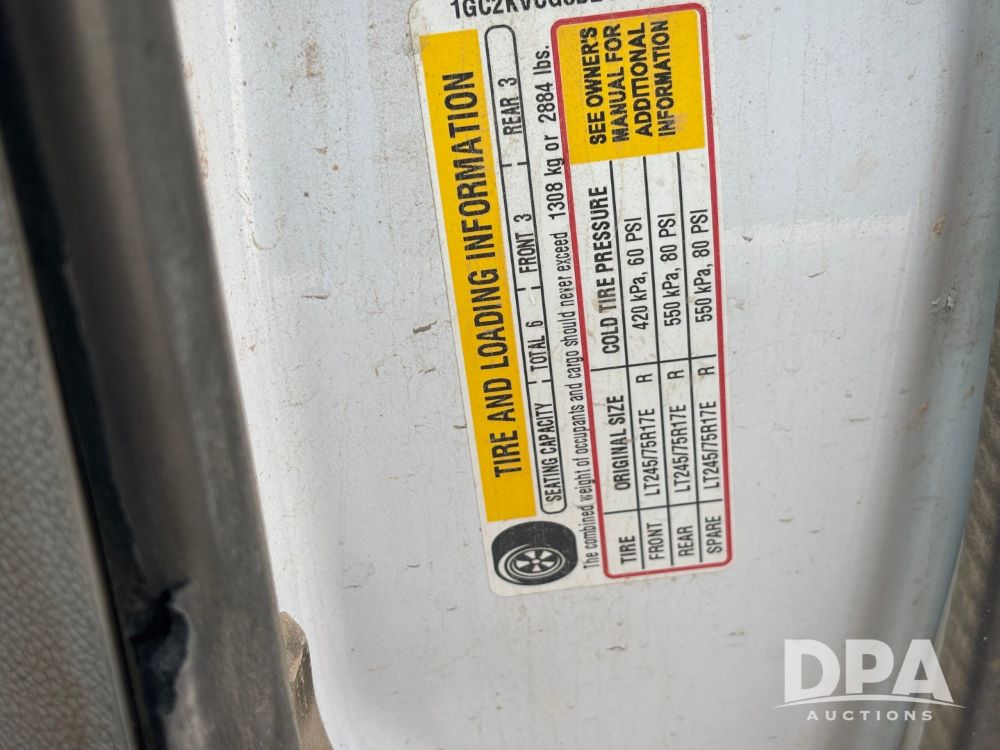 TIRE AND LOADING INFORMATION
SEATING CAPACITY TOTAL 6 FRONT 3 REAR 3
The combined weight of occupants and cargo should never exceed 1308 kg or 2884 lbs.
TIRE ORIGINAL SIZE COLD TIRE PRESSURE
FRONT LT245/75R17E R 420 kPa, 60 PSI
REAR LT245/75R17E R 550 kPa, 80 PSI
SPARE LT245/75R17E R 550 kPa, 80 PSI
SEE OWNER'S
MANUAL FOR
ADDITIONAL
INFORMATION
DPA
AUCTIONS